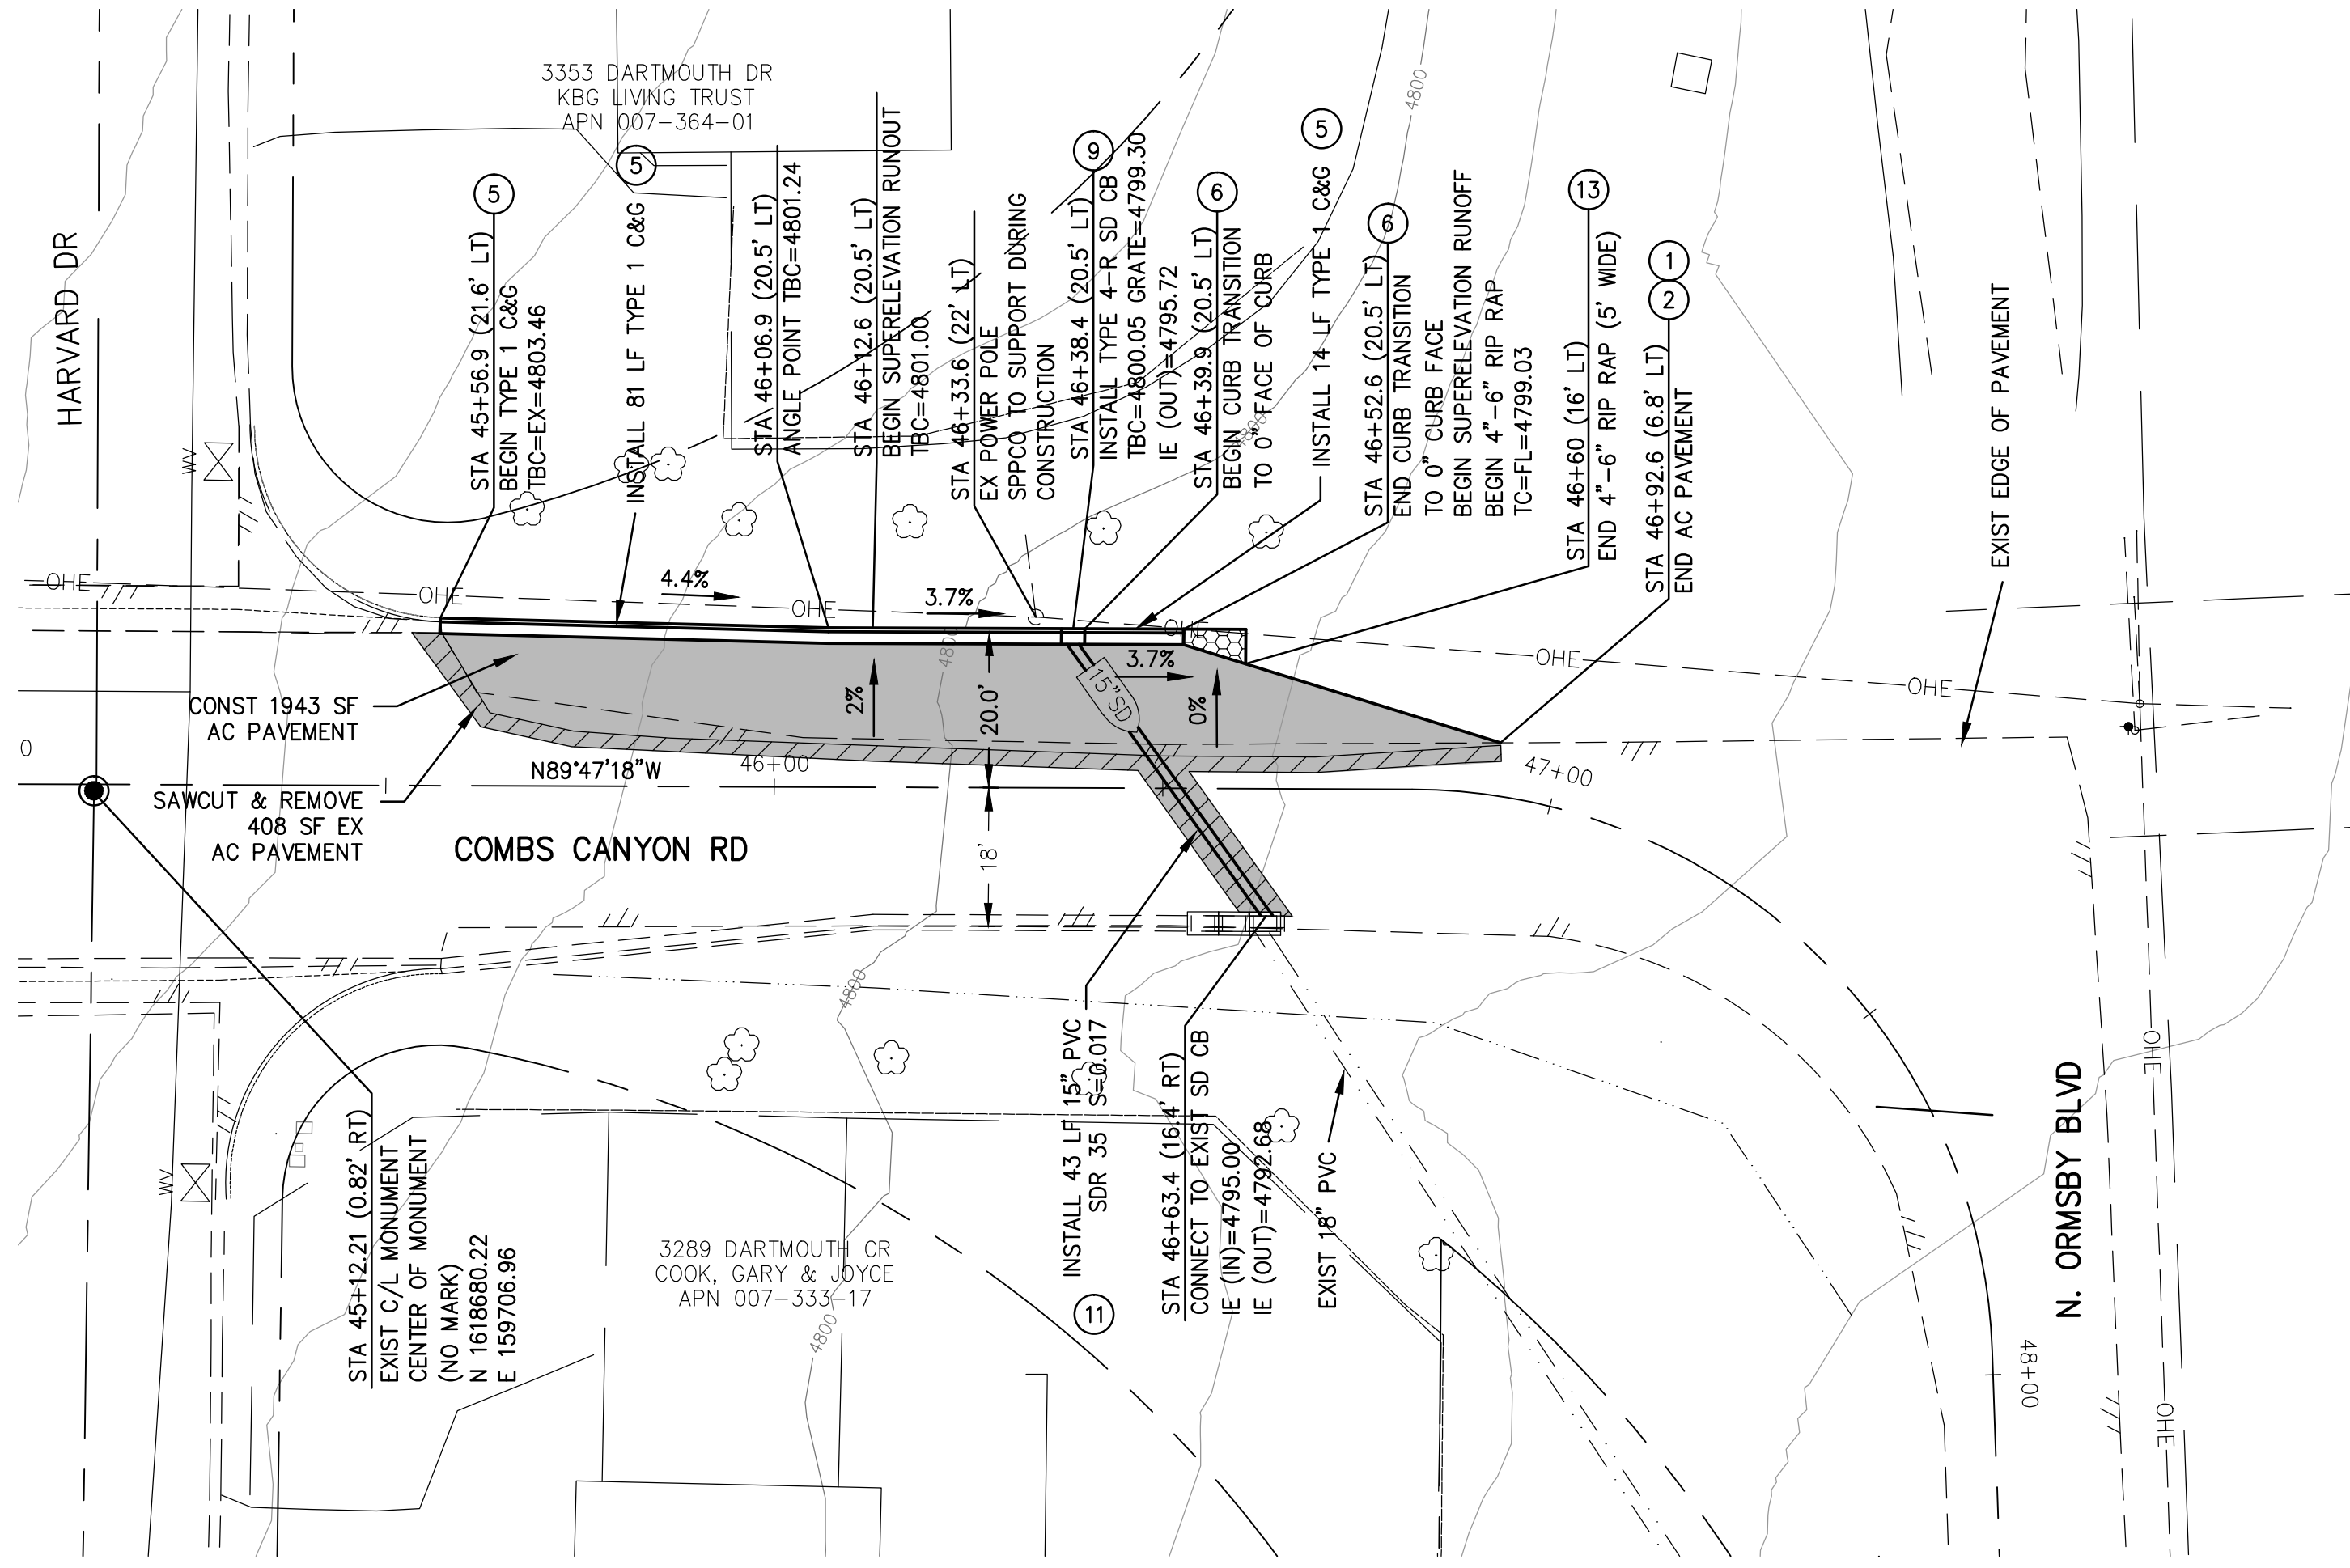 3353 DARTMOUTH DR
KBG LIVING TRUST
APN 007-364-01
HARVARD DR
WV
5
STA 45+56.9 (21.6' LT)
BEGIN TYPE 1 C&G
TBC=EX=4803.46
5
INSTALL 81 LF TYPE 1 C&G
STA 46+06.9 (20.5' LT)
ANGLE POINT TBC=4801.24
STA 46+12.6 (20.5' LT)
BEGIN SUPERELEVATION RUNOUT
TBC=4801.00
STA 46+33.6 (22' LT)
EX POWER POLE
SPPCO TO SUPPORT DURING
CONSTRUCTION
9
STA 46+38.4 (20.5' LT)
INSTALL TYPE 4-R SD CB
TBC=4800.05 GRATE=4799.30
IE (OUT)=4795.72
6
STA 46+39.9 (20.5' LT)
BEGIN CURB TRANSITION
TO 0" FACE OF CURB
5
INSTALL 14 LF TYPE 1 C&G
6
STA 46+52.6 (20.5' LT)
END CURB TRANSITION
TO 0" CURB FACE
BEGIN SUPERELEVATION RUNOFF
BEGIN 4"-6" RIP RAP
TC=FL=4799.03
13
STA 46+60 (16' LT)
END 4"-6" RIP RAP (5' WIDE)
1
2
STA 46+92.6 (6.8' LT)
END AC PAVEMENT
EXIST EDGE OF PAVEMENT
4800
4800
4800
OHE
OHE
OHE
OHE
OHE
OHE
4.4%
3.7%
3.7%
2%
20.0'
15"SD
0%
CONST 1943 SF
AC PAVEMENT
0
N89°47'18"W
46+00
47+00
SAWCUT & REMOVE
408 SF EX
AC PAVEMENT
COMBS CANYON RD
18'
4800
WV
STA 45+12.21 (0.82' RT)
EXIST C/L MONUMENT
CENTER OF MONUMENT
(NO MARK)
N 1618680.22
E 159706.96
3289 DARTMOUTH CR
COOK, GARY & JOYCE
APN 007-333-17
4800
INSTALL 43 LF 15" PVC
SDR 35 S=0.017
11
STA 46+63.4 (16.4' RT)
CONNECT TO EXIST SD CB
IE (IN)=4795.00
IE (OUT)=4792.68
EXIST 18" PVC
N. ORMSBY BLVD
48+00
OHE
OHE